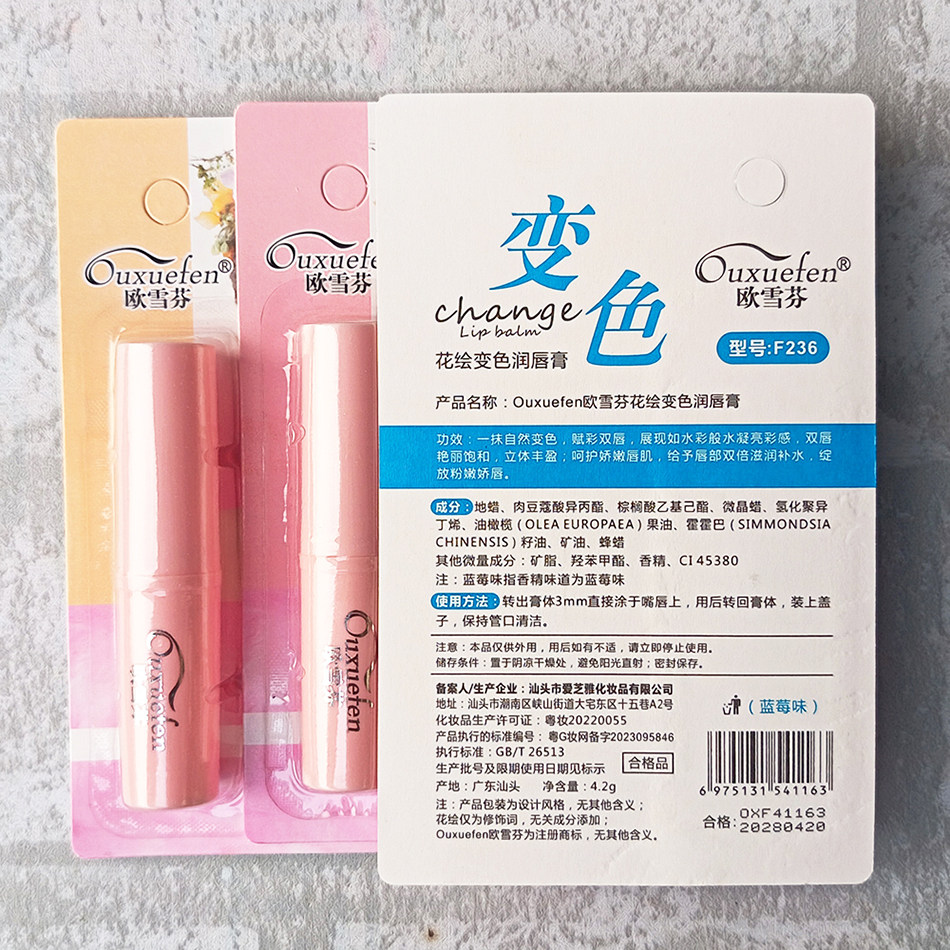 Ouxuefen®
欧雪芬
Ouxuefen
欧雪芬
Ouxuefen
Ouxuefen
变色
change
Lip balm
花绘变色润唇膏
Ouxuefen®
欧雪芬
型号:F236
产品名称：Ouxuefen欧雪芬花绘变色润唇膏
功效：一抹自然变色，赋彩双唇，展现如水彩般水凝亮彩感，双唇
艳丽饱和，立体丰盈；呵护娇嫩唇肌，给予唇部双倍滋润补水，绽
放粉嫩娇唇。
成分：地蜡、肉豆蔻酸异丙酯、棕榈酸乙基己酯、微晶蜡、氢化聚异
丁烯、油橄榄（OLEA EUROPAEA）果油、霍霍巴（SIMMONDSIA
CHINENSIS）籽油、矿油、蜂蜡
其他微量成分：矿脂、羟苯甲酯、香精、CI 45380
注：蓝莓味指香精味道为蓝莓味
使用方法：转出膏体3mm直接涂于嘴唇上，用后转回膏体，装上盖
子，保持管口清洁。
注意：本品仅供外用，用后如有不适，请立即停止使用。
储存条件：置于阴凉干燥处，避免阳光直射；密封保存。
备案人/生产企业：汕头市爱芝雅化妆品有限公司
地址：汕头市潮南区峡山街道大宅东区十五巷A2号
化妆品生产许可证：粤妆20220055
产品执行的标准编号：粤G妆网备字2023095846
执行标准：GB/T 26513
生产批号及限期使用日期见标示
合格品
产地：广东汕头 净含量：4.2g
注：产品包装为设计风格，无其他含义；
花绘仅为修饰词，无关成分添加；
Ouxuefen欧雪芬为注册商标，无其他含义。
（蓝莓味）
6 975131 541163
合格：OXF41163
20280420